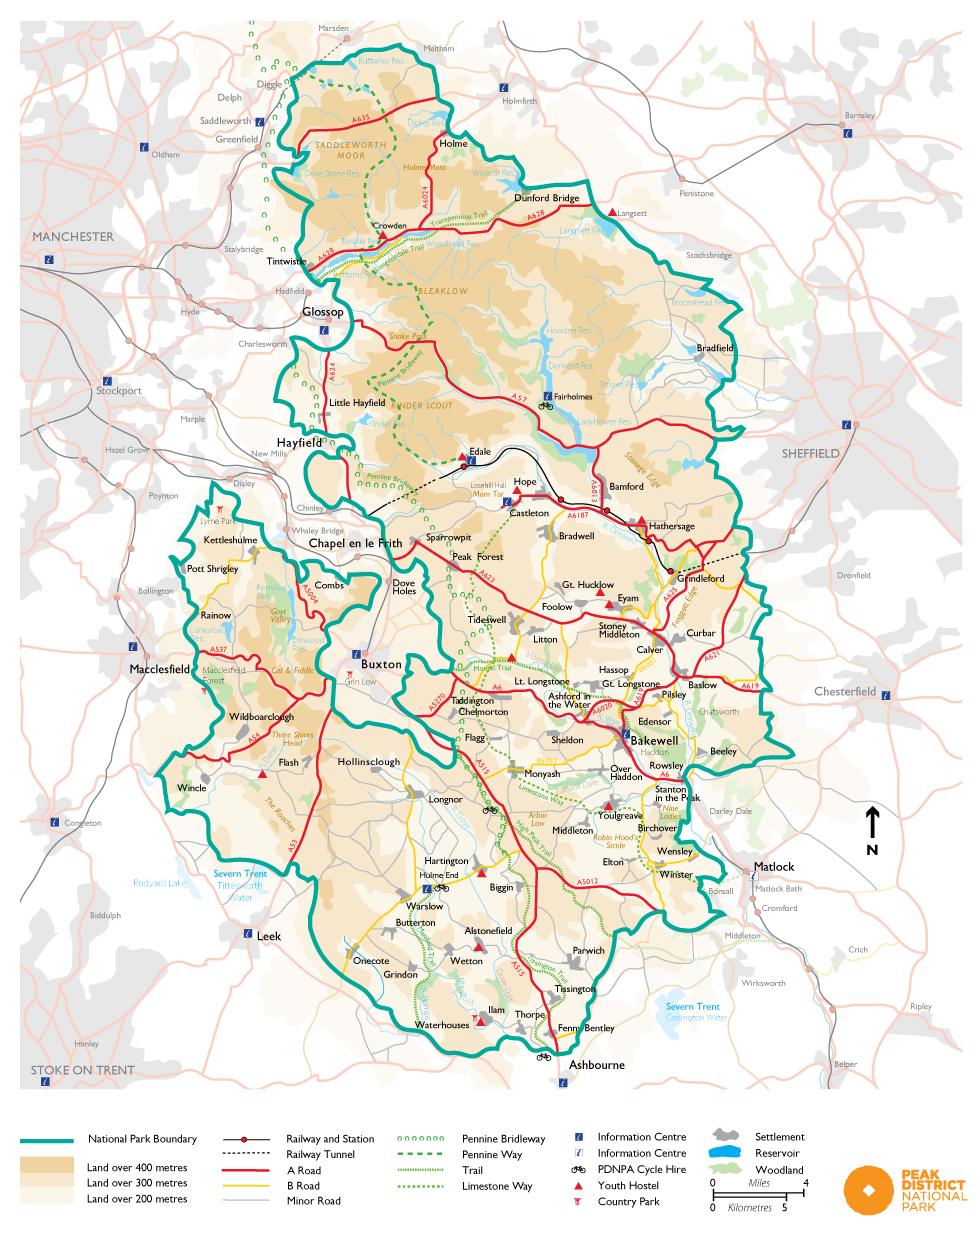 Marsden
Meltham
Butterley Res.
Diggle
Delph
Holmfirth
Saddleworth
A635
Digley Res.
Barnsley
Greenfield
SADDLEWORTH
MOOR
Holme
Oldham
Holme Moss
Dove Stone Res.
Winscar Res.
A6024
Penistone
Dunford Bridge
Transpennine Trail
A628
Langsett
Crowden
MANCHESTER
Torside Res.
Woodhead Res.
Langsett Res.
Stalybridge
A628
Longdendale Trail
Stocksbridge
Tintwistle
Hadfield
BLEAKLOW
Broomhead Res.
Hyde
Glossop
Howden Res.
Snake Pass
Charlesworth
Bradfield
Derwent Res.
A624
Pennine Bridleway
Strines Res.
Stockport
A57
Fairholmes
Little Hayfield
KINDER SCOUT
Marple
Kinder Res.
Ladybower Res.
Hayfield
Hazel Grove
New Mills
Edale
SHEFFIELD
Stanage Edge
Pennine Bridleway
Disley
Losehill Hall
Hope
Bamford
Poynton
Mam Tor
A6013
Chinley
Castleton
A6187
Lyme Park
Hathersage
Whaley Bridge
R. Derwent
Kettleshulme
Chapel en le Frith
Sparrowpit
Bradwell
Peak Forest
Pott Shrigley
A623
Grindleford
Dronfield
Combs
Dove
Holes
Gt. Hucklow
Bollington
Fernilee
Res.
A5004
A625
Froggatt Edge
Foolow
Eyam
Rainow
Goyt
Valley
Tideswell
Stoney
Middleton
Curbar
Lamaload
Res.
Errwood
Res.
Litton
Calver
A537
B6001
A621
Macclesfield
Macclesfield
Forest
Cat & Fiddle
Buxton
Monsal Trail
Hassop
Grin Low
Lt. Longstone
Gt. Longstone
Baslow
A619
Chesterfield
A6
A619
Pilsley
A5270
Taddington
Ashford in
the Water
A6020
Chelmorton
Chatsworth
Wildboarclough
Edensor
R. Derwent
Flagg
Sheldon
Bakewell
Three Shires
Head
A54
Haddon
Beeley
Flash
Hollinsclough
A515
B5055
Rowsley
Monyash
Over
Haddon
A6
Wincle
Limestone Way
Stanton
in the Peak
Longnor
Nine
Ladies
The Roaches
Arbor
Low
Youlgreave
Darley Dale
Congleton
R. Dove
Middleton
Birchover
High Peak Trail
Robin Hood's
Stride
A53
Wensley
Hartington
Elton
Matlock
Severn Trent
Hulme End
Winster
Rudyard Lake
Tittesworth
Water
Biggin
A5012
Bonsall
Matlock Bath
Warslow
Cromford
Biddulph
Butterton
Alstonefield
Leek
Middleton
Parwich
Crich
Onecote
Wetton
A515
Tissington Trail
Grindon
Wirksworth
Tissington
Severn Trent
Ilam
Carsington Water
Ripley
Thorpe
Waterhouses
Fenny Bentley
Hanley
Ashbourne
Belper
STOKE ON TRENT
N
National Park Boundary
Land over 400 metres
Land over 300 metres
Land over 200 metres
Railway and Station
Railway Tunnel
A Road
B Road
Minor Road
Pennine Bridleway
Pennine Way
Trail
Limestone Way
Information Centre
Information Centre
PDNPA Cycle Hire
Youth Hostel
Country Park
Settlement
Reservoir
Woodland
0 Miles 4
0 Kilometres 5
PEAK
DISTRICT
NATIONAL
PARK